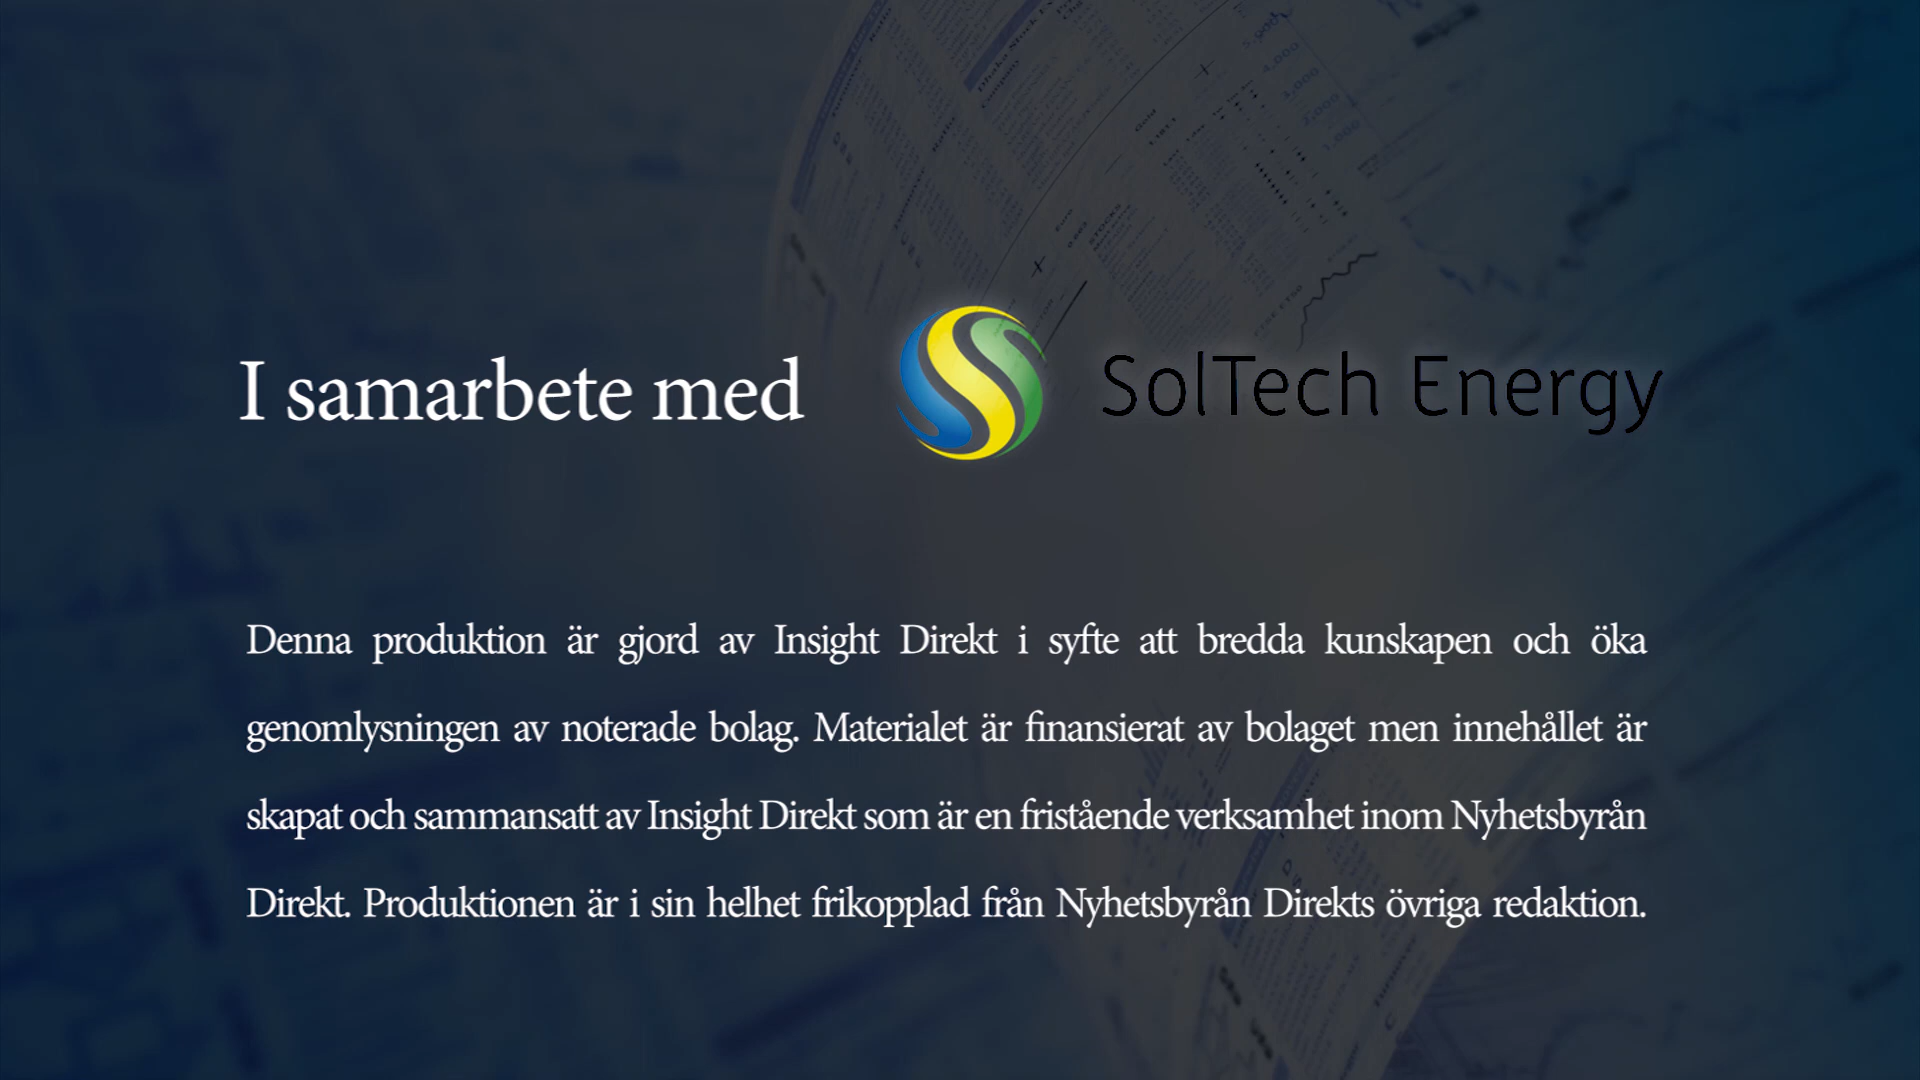 I samarbete med SolTech Energy
Denna produktion är gjord av Insight Direkt i syfte att bredda kunskapen och öka
genomlysningen av noterade bolag. Materialet är finansierat av bolaget men innehållet är
skapat och sammansatt av Insight Direkt som är en fristående verksamhet inom Nyhetsbyrån
Direkt. Produktionen är i sin helhet frikopplad från Nyhetsbyrån Direkts övriga redaktion.